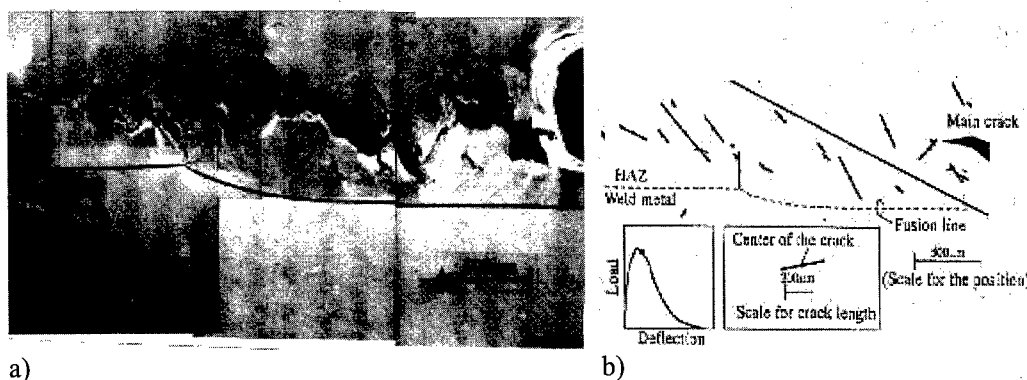 Main crack
HAZ
Weld metal
Fusion line
Center of the crack
Scale for crack length
(Scale for the position)
Load
Deflection
a)
b)